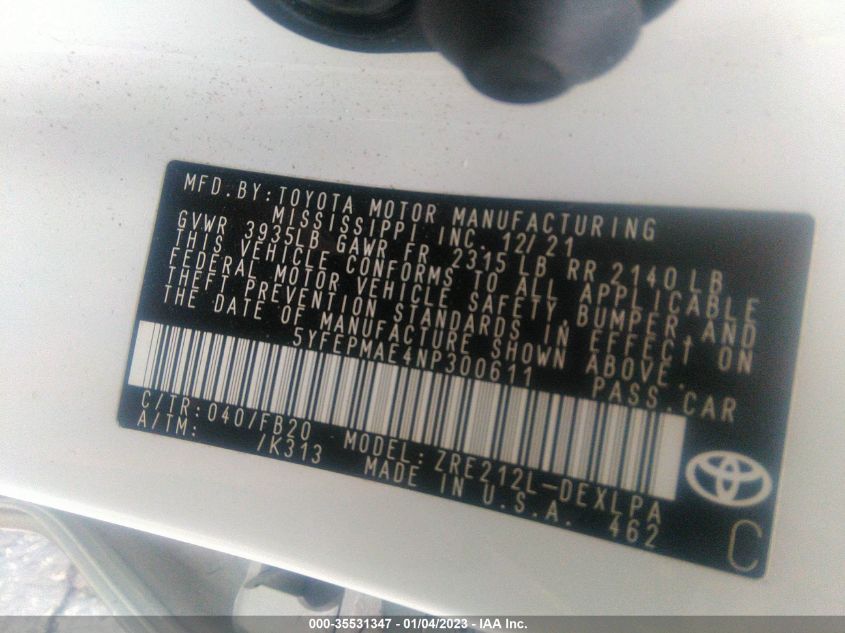 MFD.BY:TOYOTA MOTOR MANUFACTURING
MISSISSIPPI INC. 12/21
GVWR 3935LB GAWR FR 2315LB RR 2140LB
THIS VEHICLE CONFORMS TO ALL APPLICABLE
FEDERAL MOTOR VEHICLE SAFETY, BUMPER AND
THEFT PREVENTION STANDARDS IN EFFECT ON
THE DATE OF MANUFACTURE SHOWN ABOVE.
5YFEPMAE4NP300611 PASS.CAR
C/TR:040/FB20 MODEL:ZRE212L-DEXLPA
A/TM: /K313 MADE IN U.S.A. 462
C
000-35531347 - 01/04/2023 - IAA Inc.